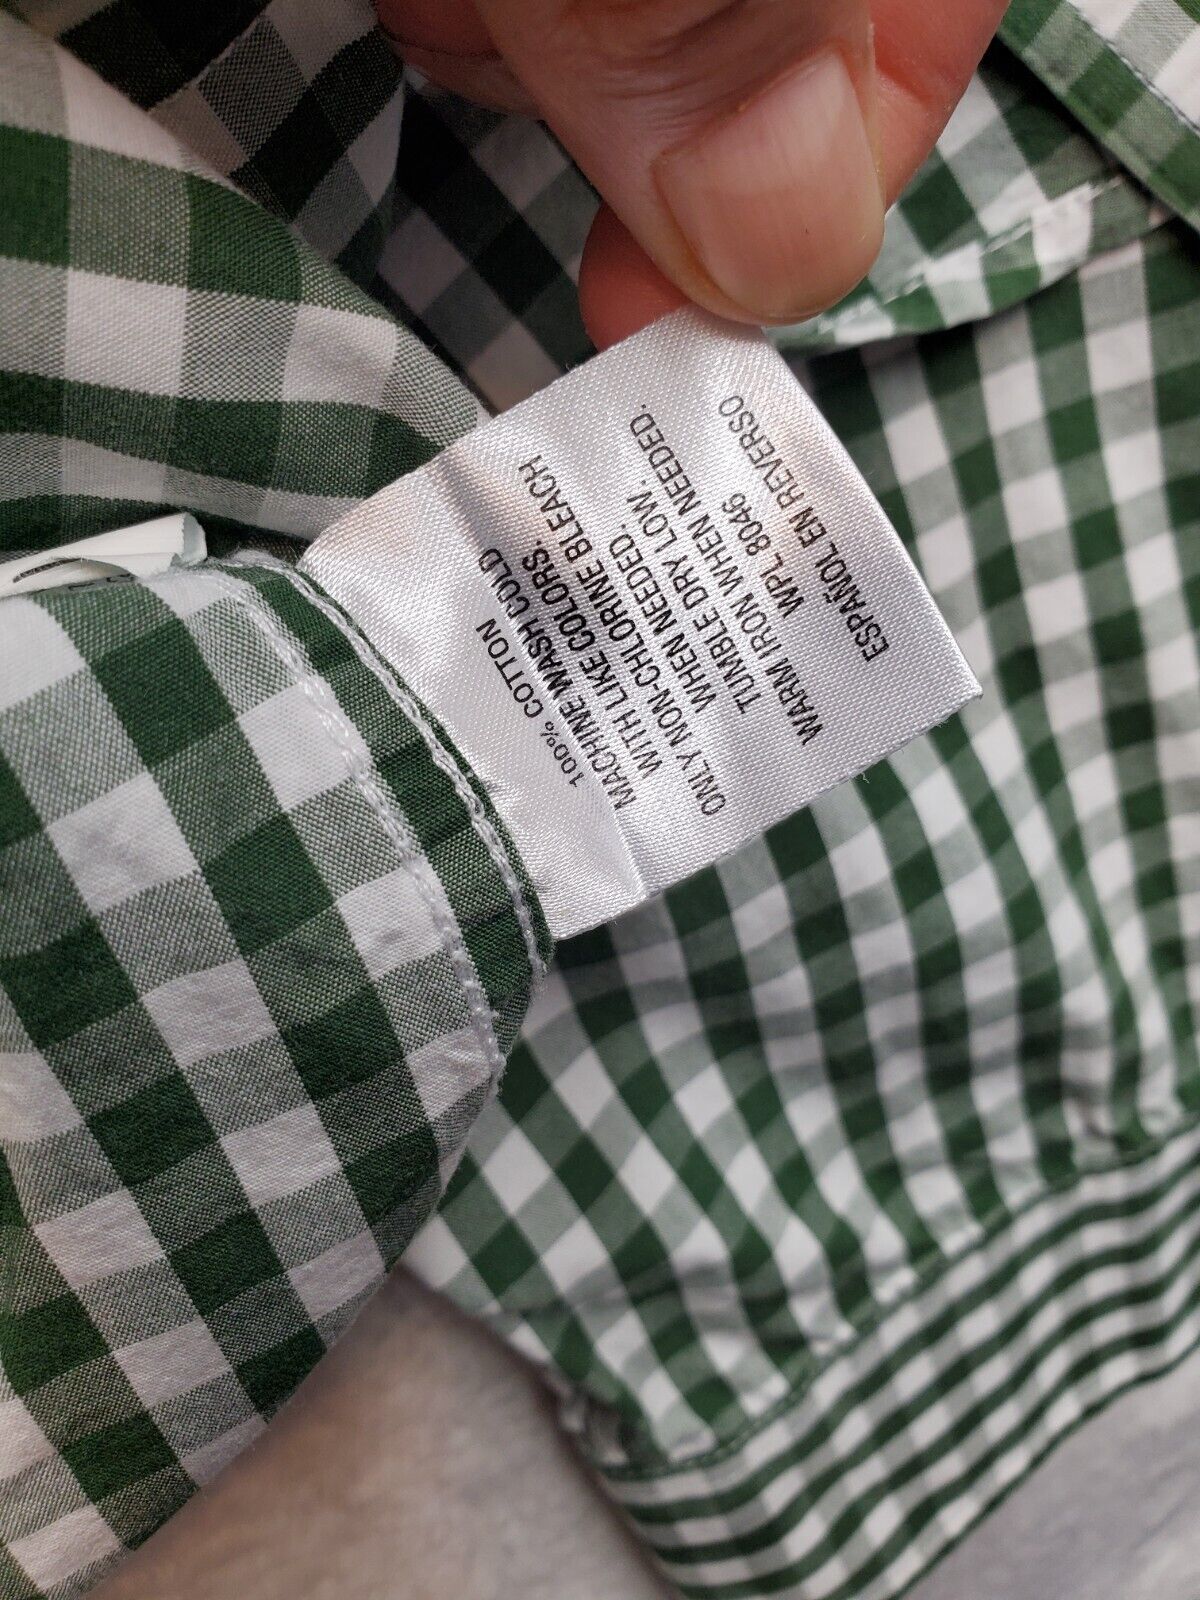 100% COTTON
MACHINE WASH COLD
WITH LIKE COLORS.
ONLY NON-CHLORINE BLEACH
WHEN NEEDED.
TUMBLE DRY LOW.
WARM IRON WHEN NEEDED.
WPL 8046
ESPAÑOL EN REVERSO